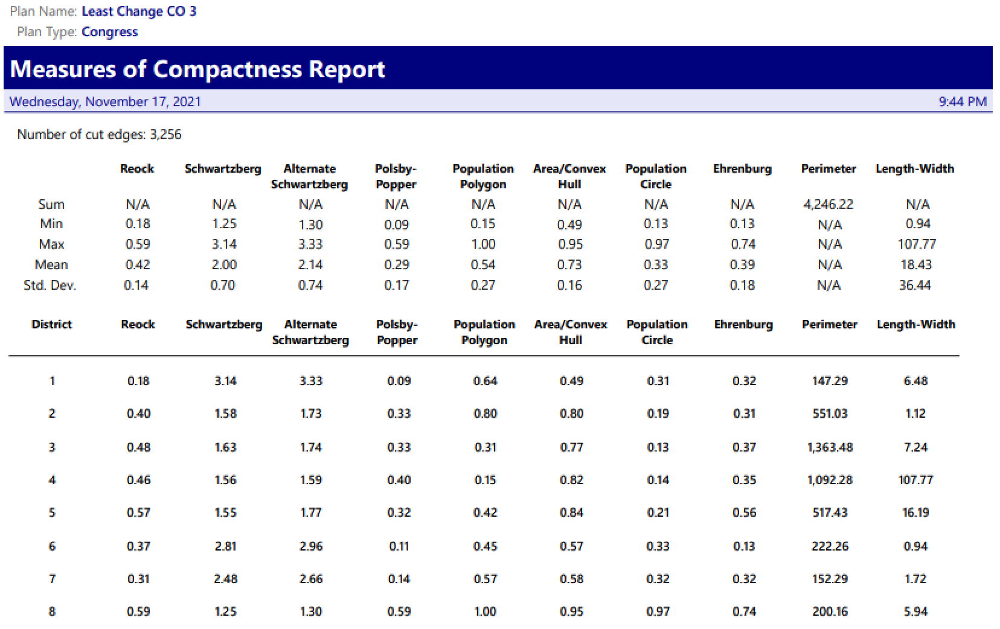 Plan Name: Least Change CO 3
Plan Type: Congress
Measures of Compactness Report
Wednesday, November 17, 2021 9:44 PM
Number of cut edges: 3,256
Reock Schwartzberg Alternate Polsby- Population Area/Convex Population Ehrenburg Perimeter Length-Width
Schwartzberg Popper Polygon Hull Circle
Sum N/A N/A N/A N/A N/A N/A N/A N/A 4,246.22 N/A
Min 0.18 1.25 1.30 0.09 0.15 0.49 0.13 0.13 N/A 0.94
Max 0.59 3.14 3.33 0.59 1.00 0.95 0.97 0.74 N/A 107.77
Mean 0.42 2.00 2.14 0.29 0.54 0.73 0.33 0.39 N/A 18.43
Std. Dev. 0.14 0.70 0.74 0.17 0.27 0.16 0.27 0.18 N/A 36.44
District Reock Schwartzberg Alternate Polsby- Population Area/Convex Population Ehrenburg Perimeter Length-Width
Schwartzberg Popper Polygon Hull Circle
1 0.18 3.14 3.33 0.09 0.64 0.49 0.31 0.32 147.29 6.48
2 0.40 1.58 1.73 0.33 0.80 0.80 0.19 0.31 551.03 1.12
3 0.48 1.63 1.74 0.33 0.31 0.77 0.13 0.37 1,363.48 7.24
4 0.46 1.56 1.59 0.40 0.15 0.82 0.14 0.35 1,092.28 107.77
5 0.57 1.55 1.77 0.32 0.42 0.84 0.21 0.56 517.43 16.19
6 0.37 2.81 2.96 0.11 0.45 0.57 0.33 0.13 222.26 0.94
7 0.31 2.48 2.66 0.14 0.57 0.58 0.32 0.32 152.29 1.72
8 0.59 1.25 1.30 0.59 1.00 0.95 0.97 0.74 200.16 5.94